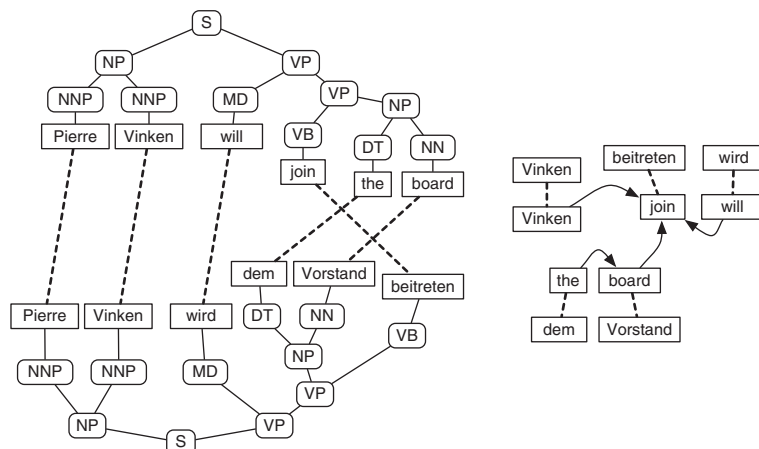 S
NP VP
NNP NNP MD VP NP
Pierre Vinken will VB DT NN
join the board
dem Vorstand beitreten
Pierre Vinken wird DT NN VB
NNP NNP MD NP
VP
NP S VP
Vinken beitreten wird
Vinken join will
the board
dem Vorstand